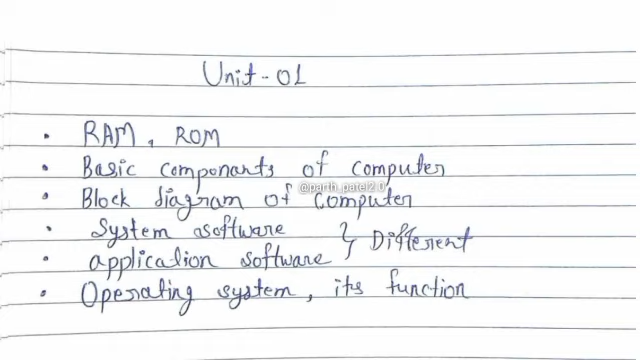 Unit - 01
• RAM, ROM
• Basic componants of computer
@parth_patel2.0
• Block diagram of Computer
• System software
} Different
• application software
• Operating system, its function